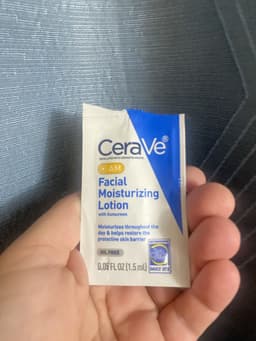 CeraVe®
AM
Facial
Moisturizing
Lotion
with Sunscreen
Moisturizes throughout the
day & helps restore the
protective skin barrier
OIL FREE
0.05 FL OZ (1.5 mL)